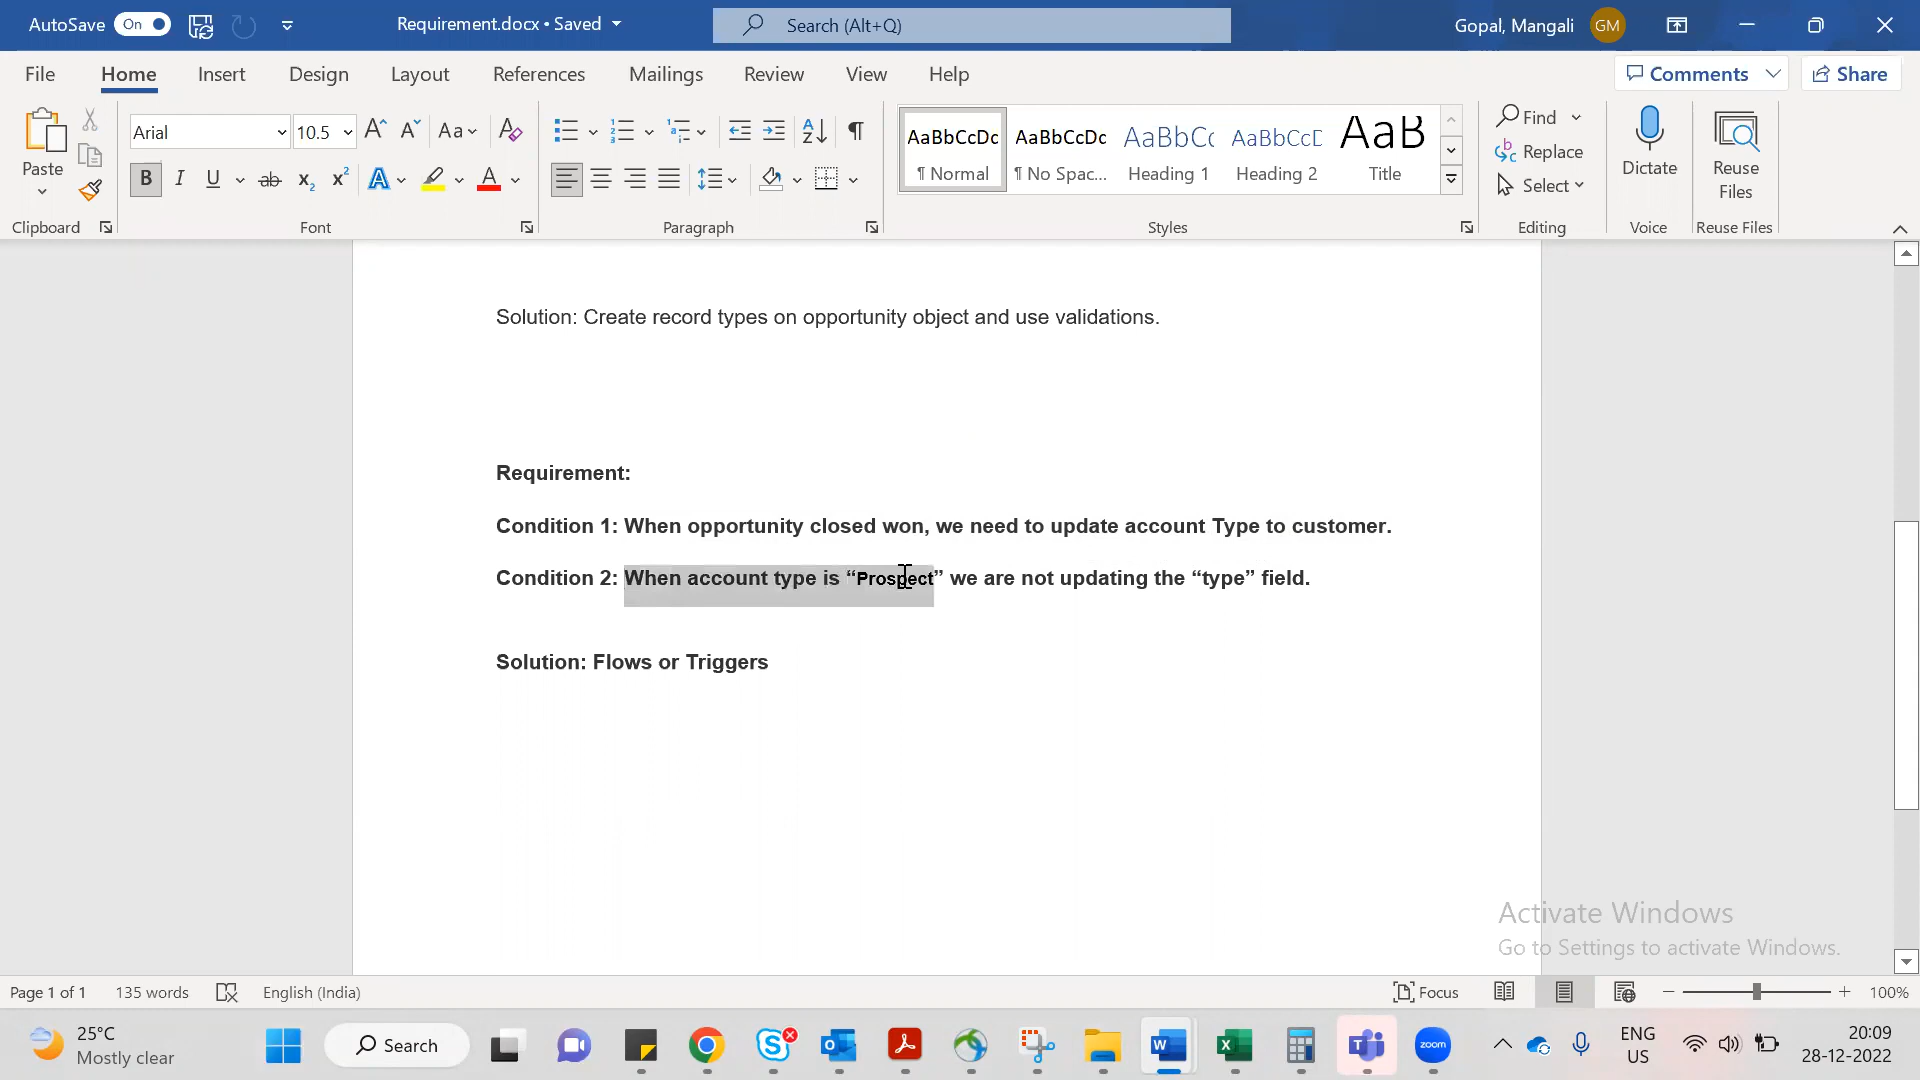 AutoSave On Requirement.docx • Saved Search (Alt+Q) Gopal, Mangali GM
File Home Insert Design Layout References Mailings Review View Help Comments Share
Paste
Clipboard
Arial 10.5 Aa
B I U ab x₂ x² A A
Font
Paragraph
AaBbCcDc AaBbCcDc AaBbCc AaBbCcD AaB
¶ Normal ¶ No Spac... Heading 1 Heading 2 Title
Styles
Find
Replace
Select
Editing
Dictate
Voice
Reuse
Files
Reuse Files
Solution: Create record types on opportunity object and use validations.
Requirement:
Condition 1: When opportunity closed won, we need to update account Type to customer.
Condition 2: When account type is “Prospect” we are not updating the “type” field.
Solution: Flows or Triggers
Activate Windows
Go to Settings to activate Windows.
Page 1 of 1 135 words English (India) Focus 100%
25°C
Mostly clear
Search
zoom
ENG
US
20:09
28-12-2022